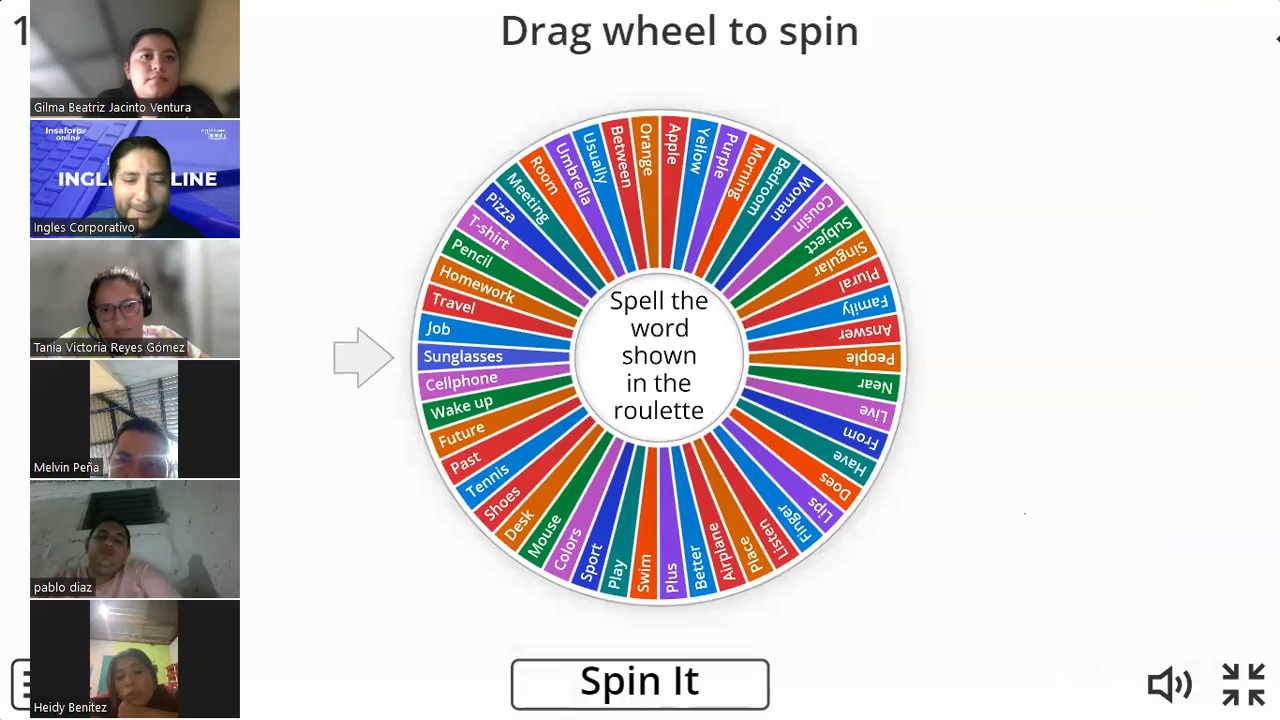 1
Drag wheel to spin
Gilma Beatriz Jacinto Ventura
Insaforp
online
INGL LINE
Ingles Corporativo
Tania Victoria Reyes Gómez
Melvin Peña
pablo diaz
Heidy Benítez
Spell the
word
shown
in the
roulette
Apple
Yellow
Purple
Morning
Bedroom
Woman
Cousin
Subject
Singular
Plural
Family
Answer
People
Near
Live
From
Have
Does
Lips
Finger
Listen
Place
Airplane
Better
Plus
Swim
Play
Sport
Colors
Mouse
Desk
Shoes
Tennis
Past
Future
Wake up
Cellphone
Sunglasses
Job
Travel
Homework
Pencil
T-shirt
Pizza
Meeting
Room
Umbrella
Usually
Between
Orange
Spin It